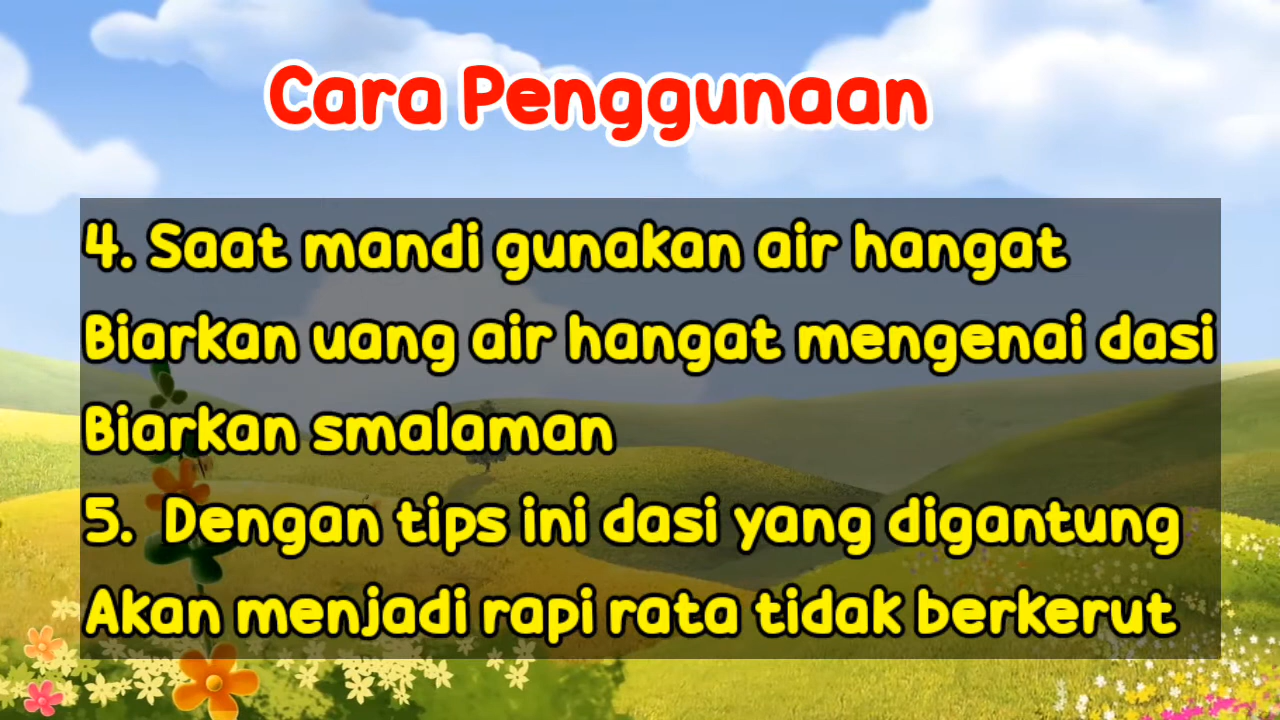 Cara Penggunaan
4. Saat mandi gunakan air hangat
Biarkan uang air hangat mengenai dasi
Biarkan smalaman
5. Dengan tips ini dasi yang digantung
Akan menjadi rapi rata tidak berkerut